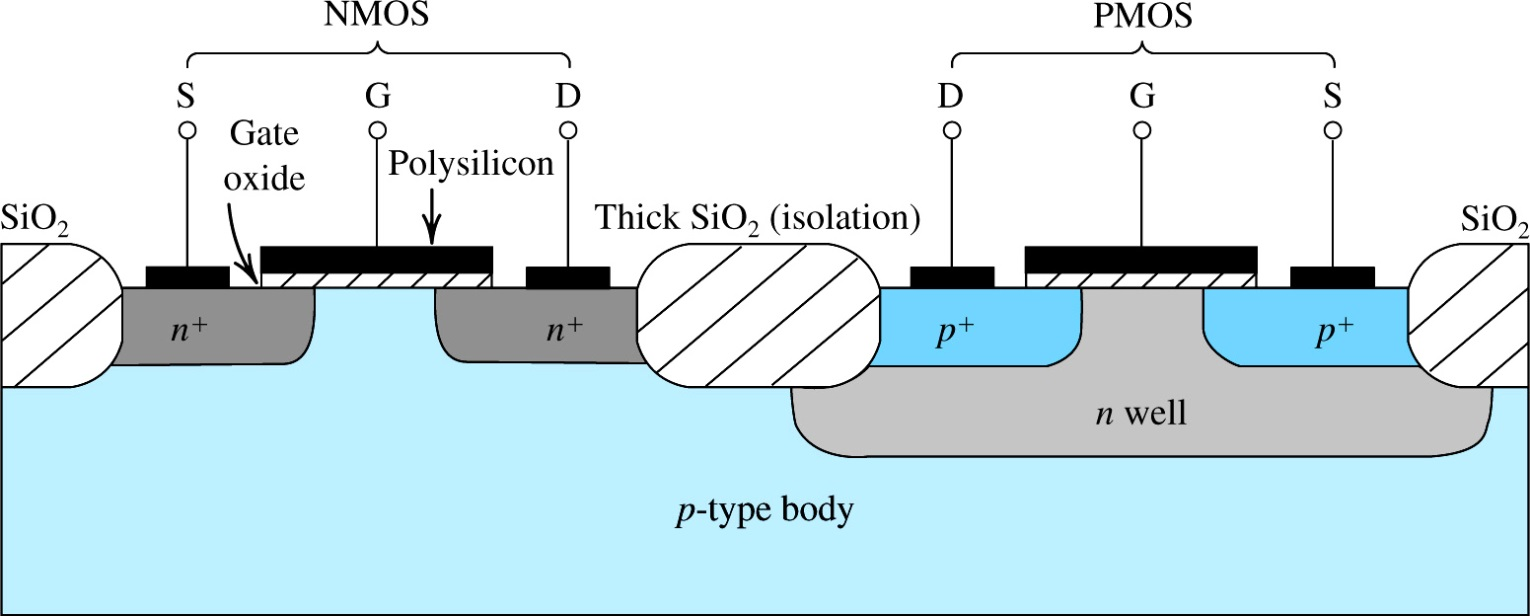 NMOS
PMOS
S
G
D
D
G
S
Gate
oxide
Polysilicon
SiO₂
Thick SiO₂ (isolation)
SiO₂
n⁺
n⁺
p⁺
p⁺
n well
p-type body